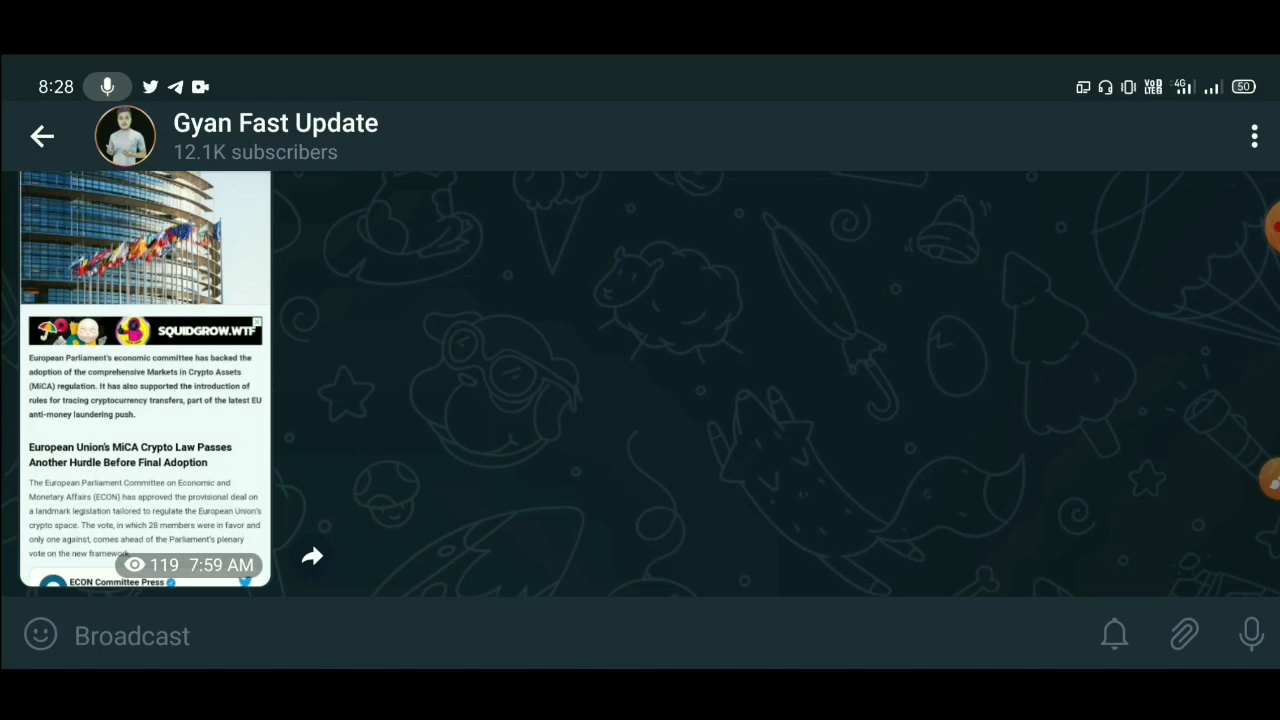 8:28
VoD
LTE2
4G
50
Gyan Fast Update
12.1K subscribers
SQUIDGROW.WTF
European Parliament's economic committee has backed the
adoption of the comprehensive Markets in Crypto Assets
(MiCA) regulation. It has also supported the introduction of
rules for tracing cryptocurrency transfers, part of the latest EU
anti-money laundering push.
European Union's MiCA Crypto Law Passes
Another Hurdle Before Final Adoption
The European Parliament Committee on Economic and
Monetary Affairs (ECON) has approved the provisional deal on
a landmark legislation tailored to regulate the European Union's
crypto space. The vote, in which 28 members were in favor and
only one against, comes ahead of the Parliament's plenary
vote on the new framework.
119 7:59 AM
ECON Committee Press
Broadcast